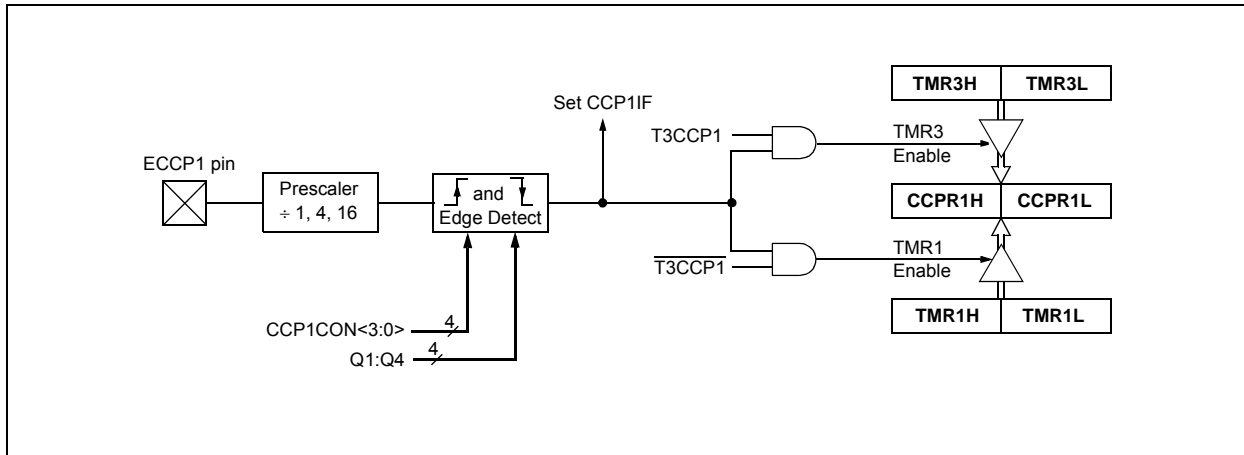 TMR3H TMR3L
Set CCP1IF
T3CCP1
TMR3
Enable
ECCP1 pin
Prescaler
÷ 1, 4, 16
and
Edge Detect
CCPR1H CCPR1L
T3CCP1
TMR1
Enable
TMR1H TMR1L
CCP1CON<3:0>
4
Q1:Q4
4